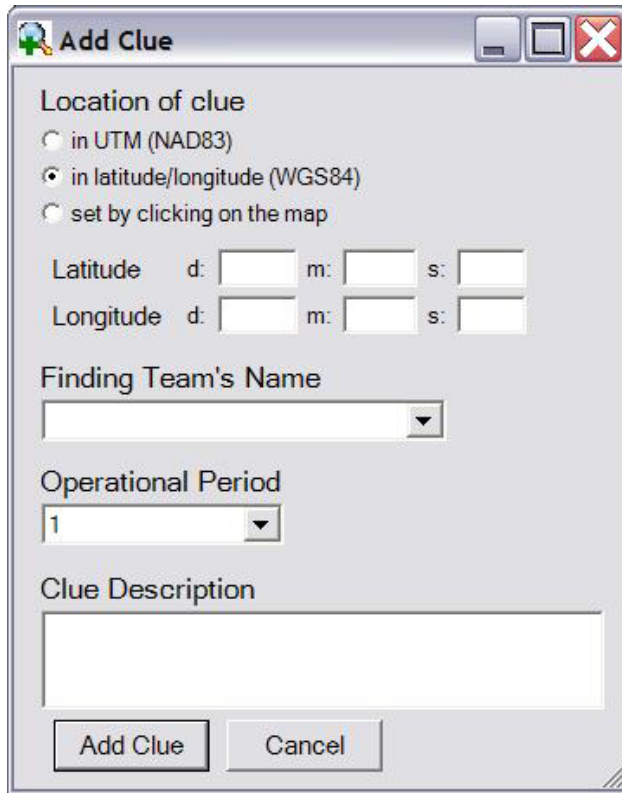 Add Clue
Location of clue
in UTM (NAD83)
in latitude/longitude (WGS84)
set by clicking on the map
Latitude d: m: s:
Longitude d: m: s:
Finding Team's Name
Operational Period
1
Clue Description
Add Clue Cancel